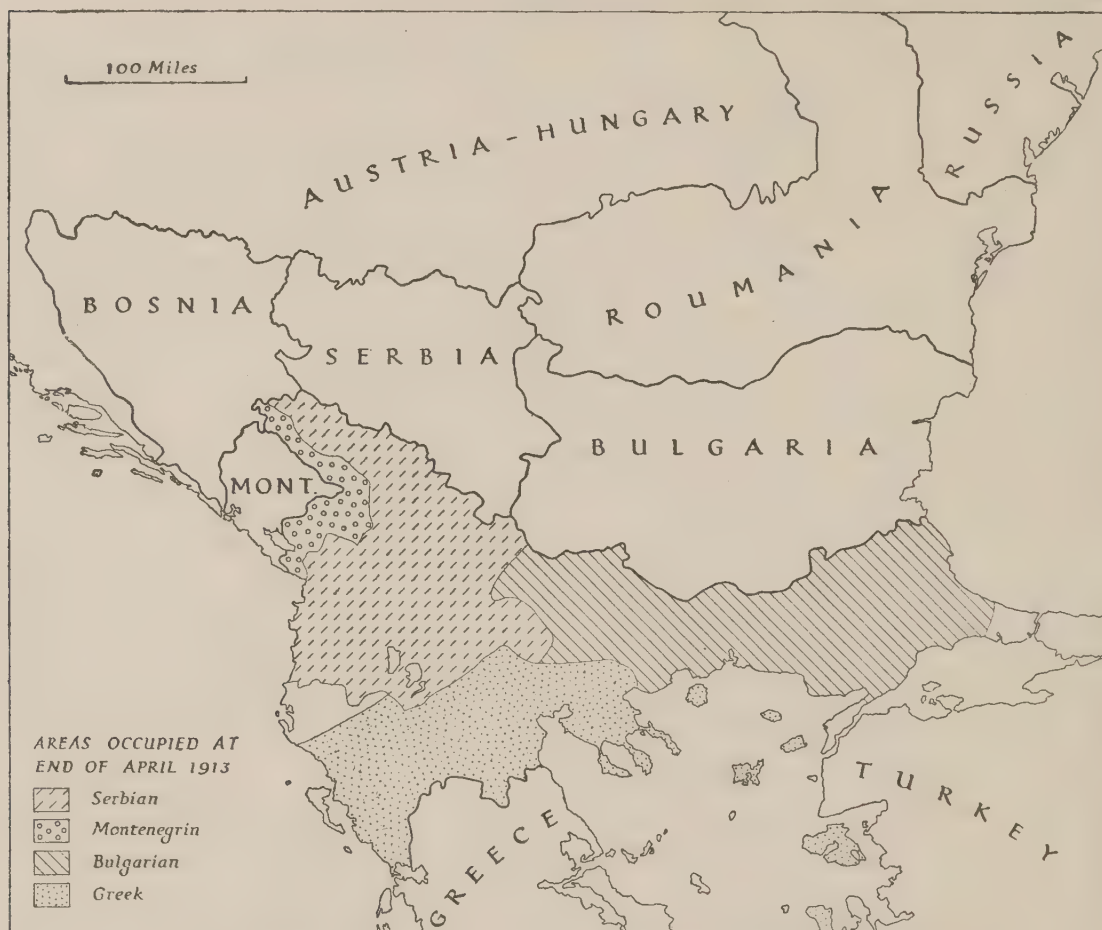 100 Miles
AUSTRIA-HUNGARY
RUSSIA
ROUMANIA
BOSNIA
SERBIA
BULGARIA
MONT.
AREAS OCCUPIED AT
END OF APRIL 1913
Serbian
Montenegrin
Bulgarian
Greek
GREECE
TURKEY